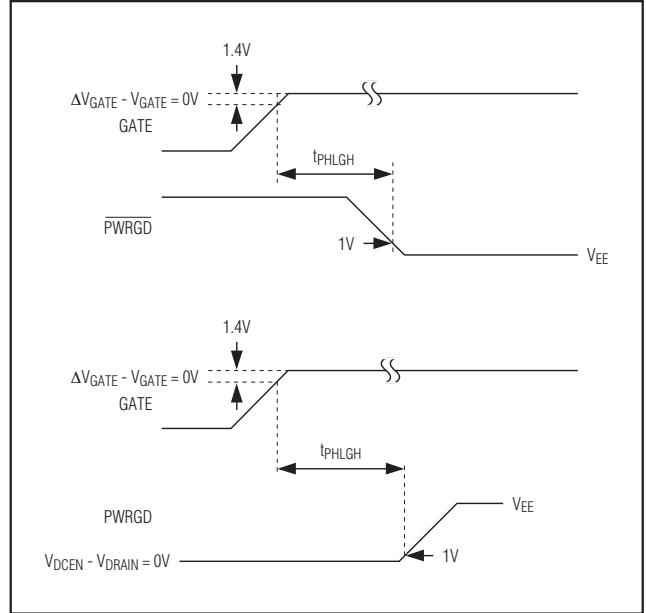 1.4V
ΔVGATE - VGATE = 0V
GATE
tPHLGH
PWRGD
1V
VEE
1.4V
ΔVGATE - VGATE = 0V
GATE
tPHLGH
PWRGD
VEE
VDCEN - VDRAIN = 0V
1V